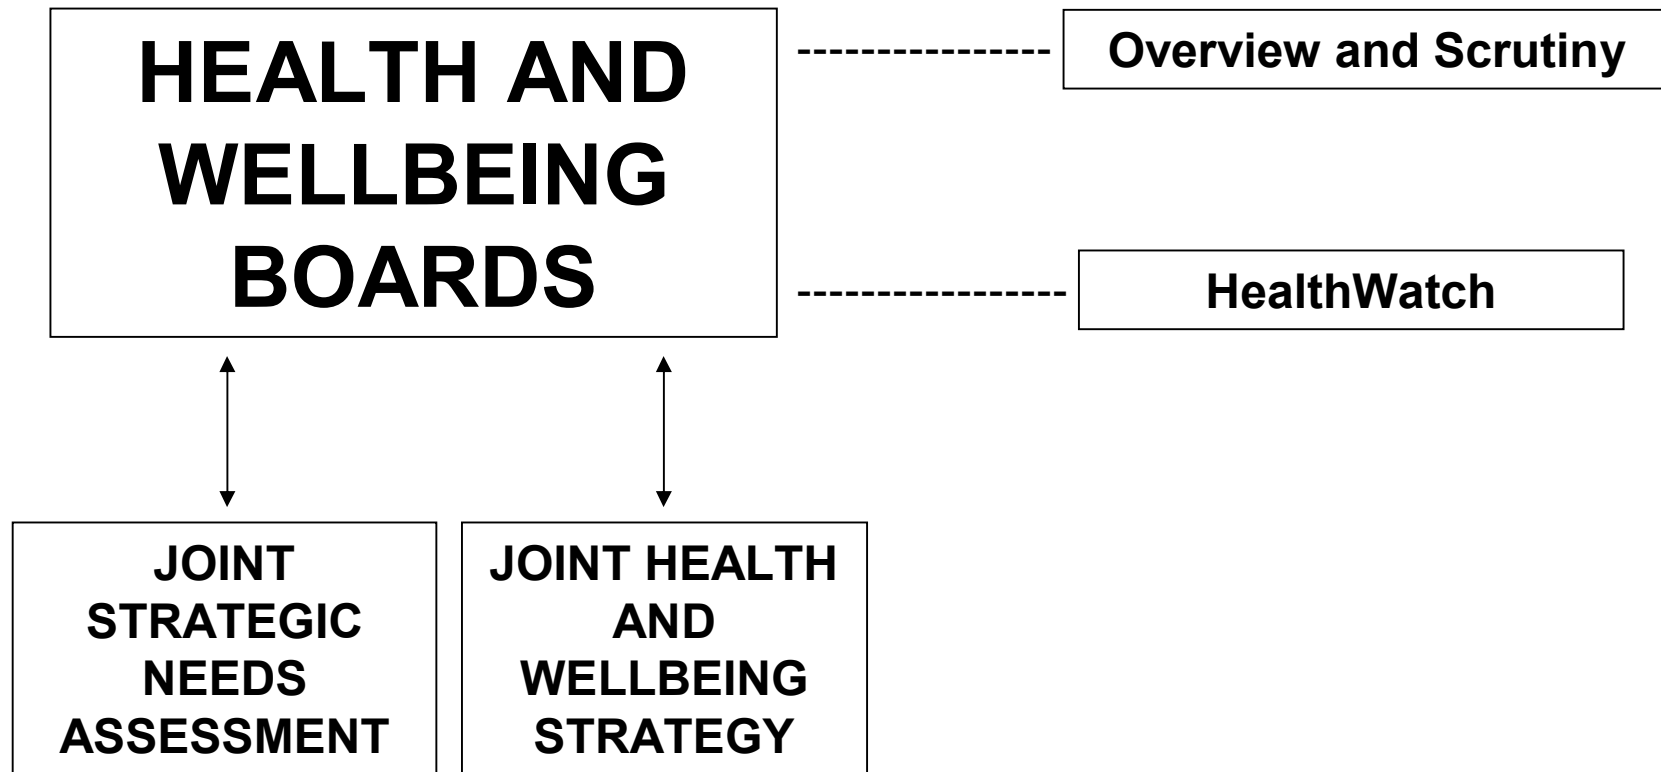 HEALTH AND
WELLBEING
BOARDS
Overview and Scrutiny
HealthWatch
JOINT
STRATEGIC
NEEDS
ASSESSMENT
JOINT HEALTH
AND
WELLBEING
STRATEGY